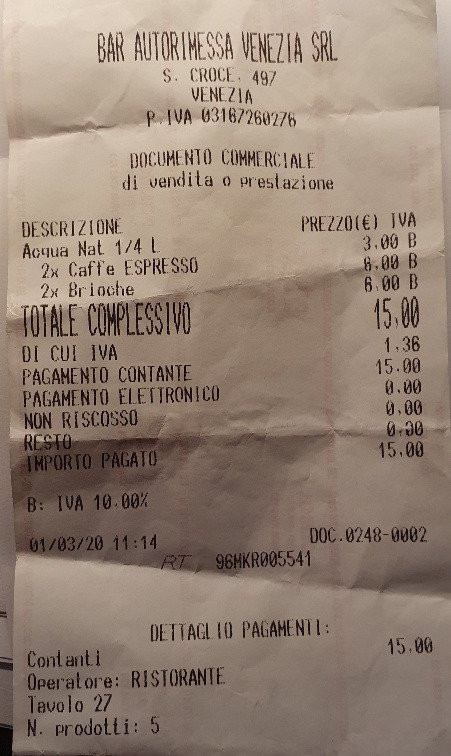 BAR AUTORIMESSA VENEZIA SRL
S. CROCE. 497
VENEZIA
P.IVA 03167260276
DOCUMENTO COMMERCIALE
di vendita o prestazione
DESCRIZIONE PREZZO(€) IVA
Acqua Nat 1/4 L 3.00 B
2x Caffe ESPRESSO 6.00 B
2x Brioche 6.00 B
TOTALE COMPLESSIVO 15.00
DI CUI IVA 1.36
PAGAMENTO CONTANTE 15.00
PAGAMENTO ELETTRONICO 0.00
NON RISCOSSO 0.00
RESTO 0.00
IMPORTO PAGATO 15.00
B: IVA 10.00%
01/03/20 11:14 DOC.0248-0002
RT 96MKR005541
DETTAGLIO PAGAMENTI:
Contanti 15.00
Operatore: RISTORANTE
Tavolo 27
N. prodotti: 5